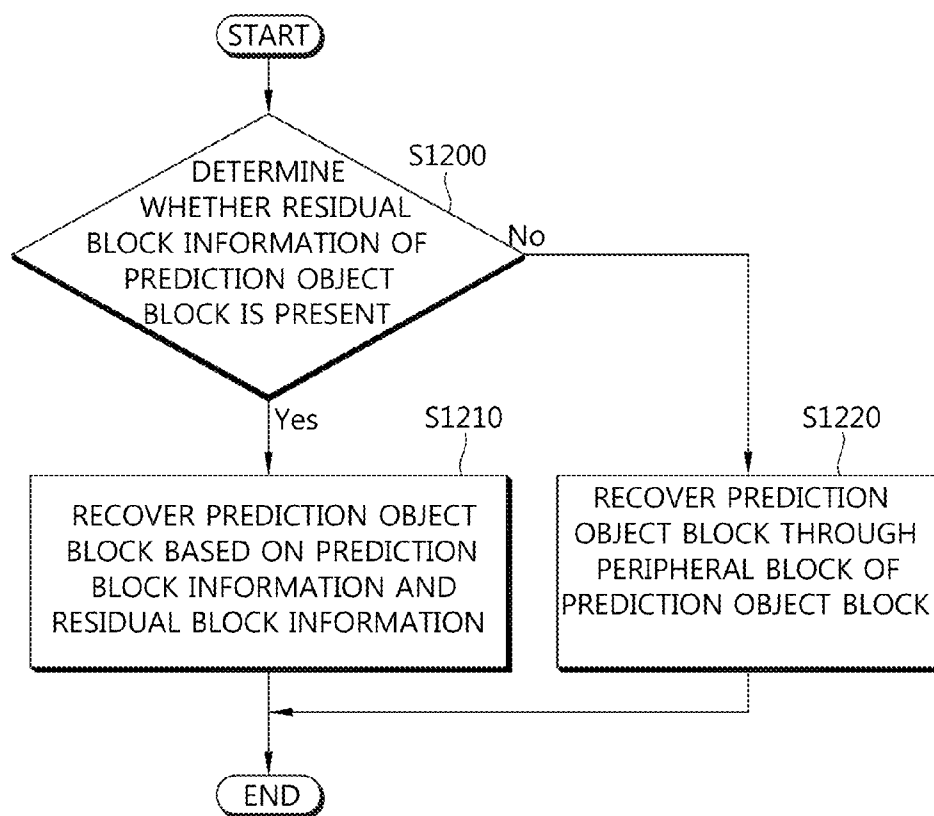 START
S1200
DETERMINE
WHETHER RESIDUAL
BLOCK INFORMATION OF
PREDICTION OBJECT
BLOCK IS PRESENT
No
Yes
S1210
RECOVER PREDICTION OBJECT
BLOCK BASED ON PREDICTION
BLOCK INFORMATION AND
RESIDUAL BLOCK INFORMATION
S1220
RECOVER PREDICTION
OBJECT BLOCK THROUGH
PERIPHERAL BLOCK OF
PREDICTION OBJECT BLOCK
END